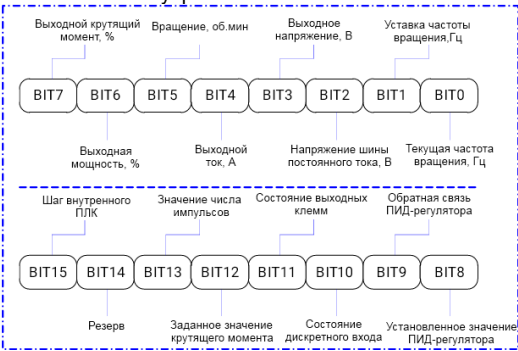 Выходной крутящий
момент, %
Вращение, об.мин
Выходное
напряжение, В
Уставка частоты
вращения,Гц
BIT7 BIT6 BIT5 BIT4 BIT3 BIT2 BIT1 BIT0
Выходная
мощность, %
Выходной
ток, А
Напряжение шины
постоянного тока, В
Текущая частота
вращения, Гц
Шаг внутренного
ПЛК
Значение числа
импульсов
Состояние выходных
клемм
Обратная связь
ПИД-регулятора
BIT15 BIT14 BIT13 BIT12 BIT11 BIT10 BIT9 BIT8
Резерв
Заданное значение
крутящего момента
Состояние
дискретного входа
Установленное значение
ПИД-регулятора